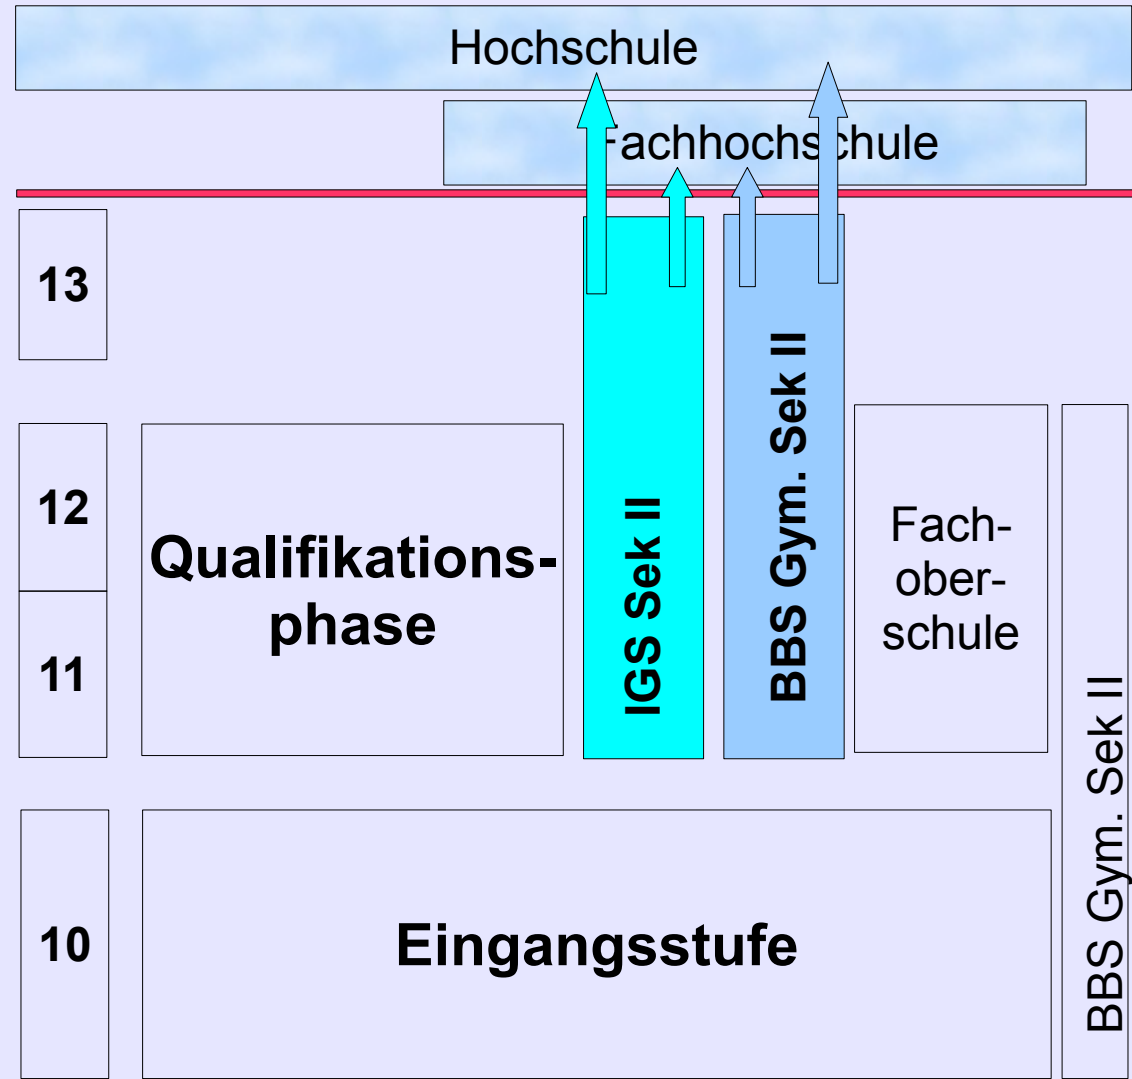 Hochschule
Fachhochschule
13
12
11
10
Qualifikations-
phase
IGS Sek II
BBS Gym. Sek II
Fach-
ober-
schule
BBS Gym. Sek II
Eingangsstufe